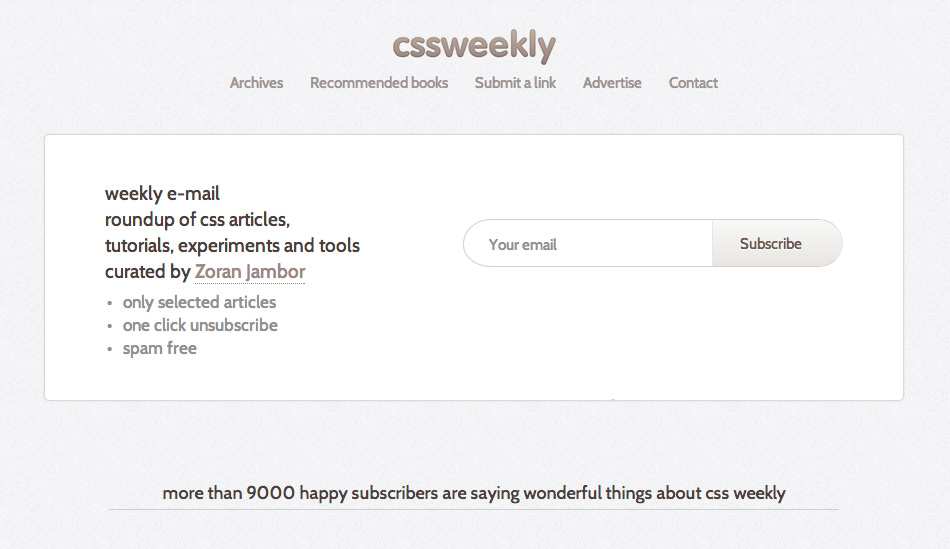 cssweekly
Archives Recommended books Submit a link Advertise Contact
weekly e-mail
roundup of css articles,
tutorials, experiments and tools
curated by Zoran Jambor
• only selected articles
• one click unsubscribe
• spam free
Your email Subscribe
more than 9000 happy subscribers are saying wonderful things about css weekly